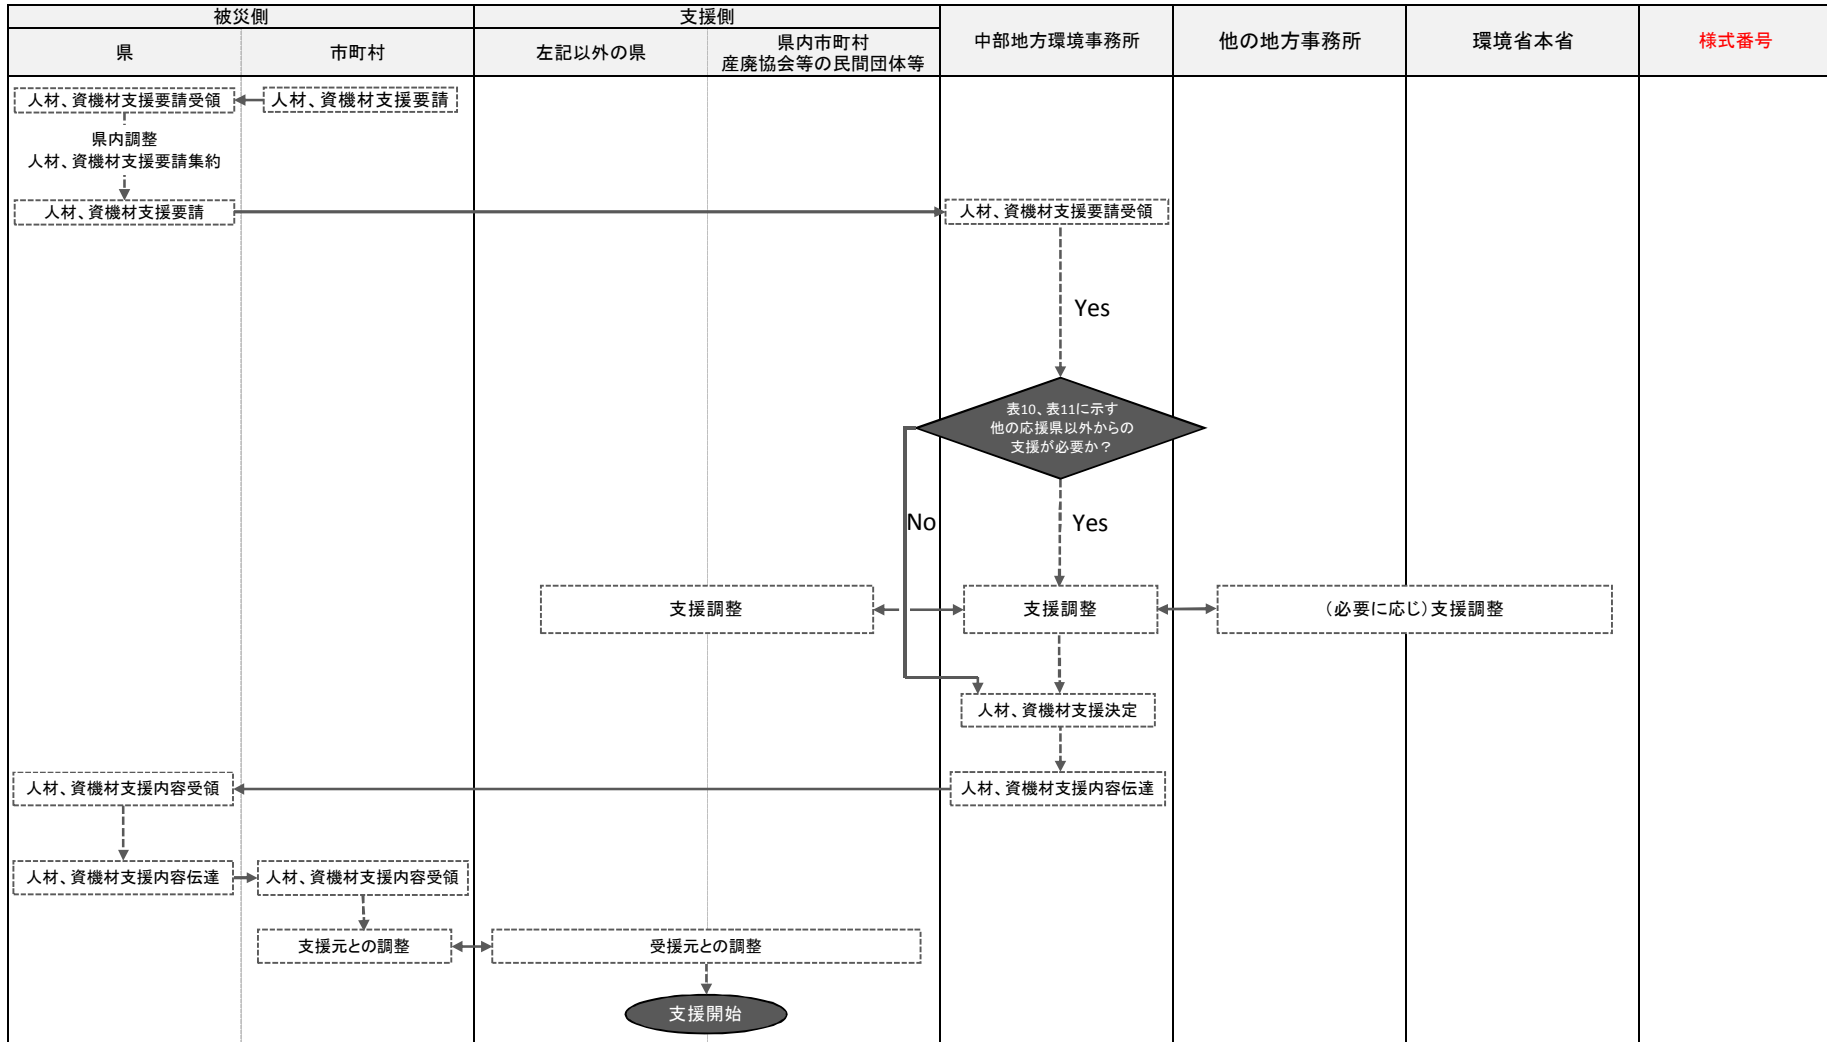 被災側
支援側
県
市町村
左記以外の県
県内市町村
産廃協会等の民間団体等
中部地方環境事務所
他の地方事務所
環境省本省
様式番号
人材、資機材支援要請受領
人材、資機材支援要請
県内調整
人材、資機材支援要請集約
人材、資機材支援要請
人材、資機材支援要請受領
Yes
表10、表11に示す
他の応援県以外からの
支援が必要か？
No
Yes
支援調整
支援調整
（必要に応じ）支援調整
人材、資機材支援決定
人材、資機材支援内容受領
人材、資機材支援内容伝達
人材、資機材支援内容伝達
人材、資機材支援内容受領
支援元との調整
受援元との調整
支援開始